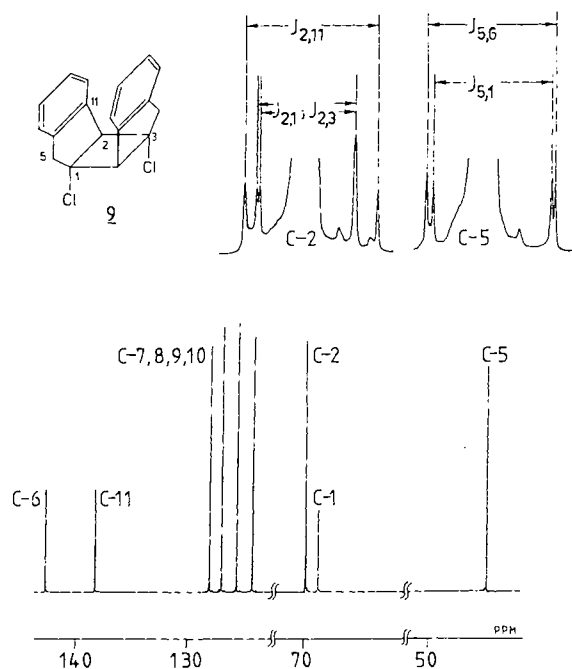 J2,11
J5,6
J2,1 ; J2,3
J5,1
11
2
3
5
1
Cl
Cl
9
C-2
C-5
C-7,8,9,10
C-2
C-5
C-6
C-11
C-1
PPM
140
130
70
50